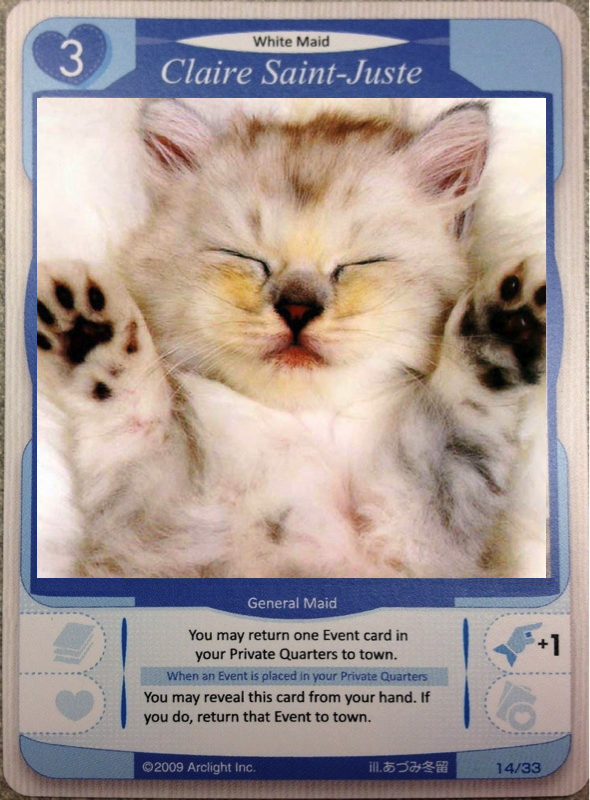 3
White Maid
Claire Saint-Juste
General Maid
You may return one Event card in
your Private Quarters to town.
+1
When an Event is placed in your Private Quarters
You may reveal this card from your hand. If
you do, return that Event to town.
©2009 Arclight Inc.
ill.あづみ冬留
14/33